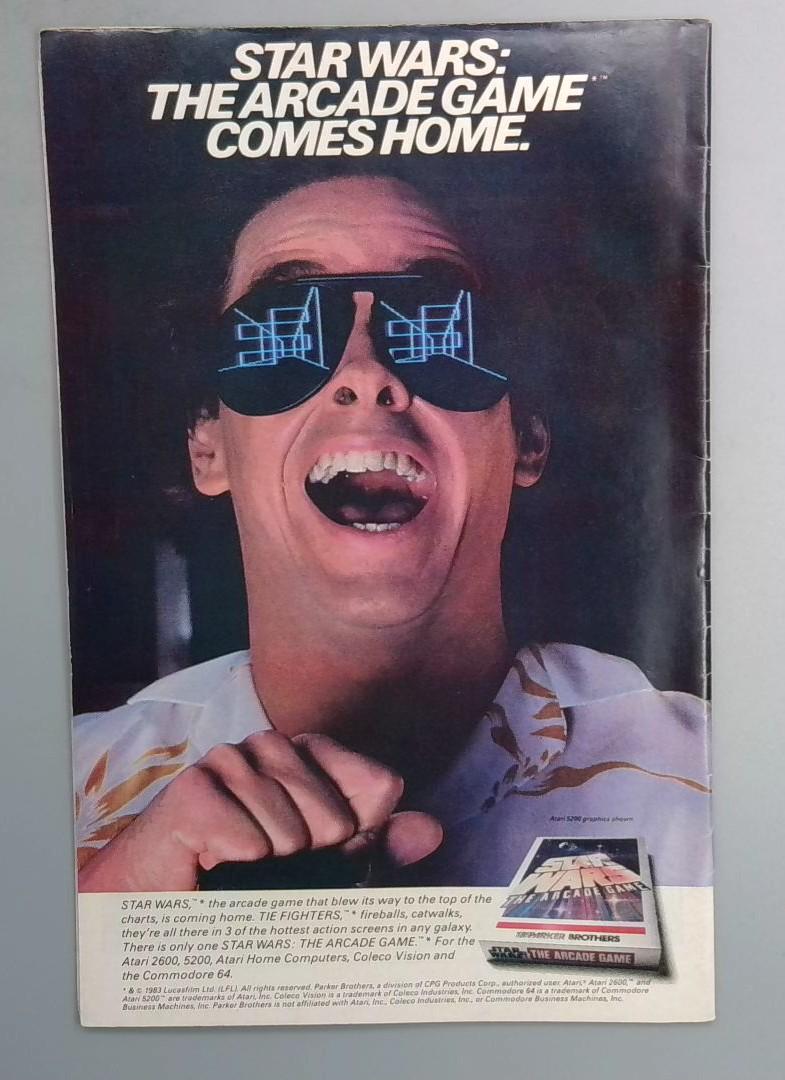 STAR WARS:
THE ARCADE GAME*™
COMES HOME.
Atari 5200 graphics shown
STAR WARS
THE ARCADE GAME
PARKER BROTHERS
STAR WARS THE ARCADE GAME
STAR WARS,™* the arcade game that blew its way to the top of the
charts, is coming home. TIE FIGHTERS,™* fireballs, catwalks,
they're all there in 3 of the hottest action screens in any galaxy.
There is only one STAR WARS: THE ARCADE GAME.™* For the
Atari 2600, 5200, Atari Home Computers, Coleco Vision and
the Commodore 64.
* & © 1983 Lucasfilm Ltd. (LFL). All rights reserved. Parker Brothers, a division of CPG Products Corp., authorized user. Atari,® Atari 2600,™ and
Atari 5200™ are trademarks of Atari, Inc. Coleco Vision is a trademark of Coleco Industries, Inc. Commodore 64 is a trademark of Commodore
Business Machines, Inc. Parker Brothers is not affiliated with Atari, Inc., Coleco Industries, Inc., or Commodore Business Machines, Inc.